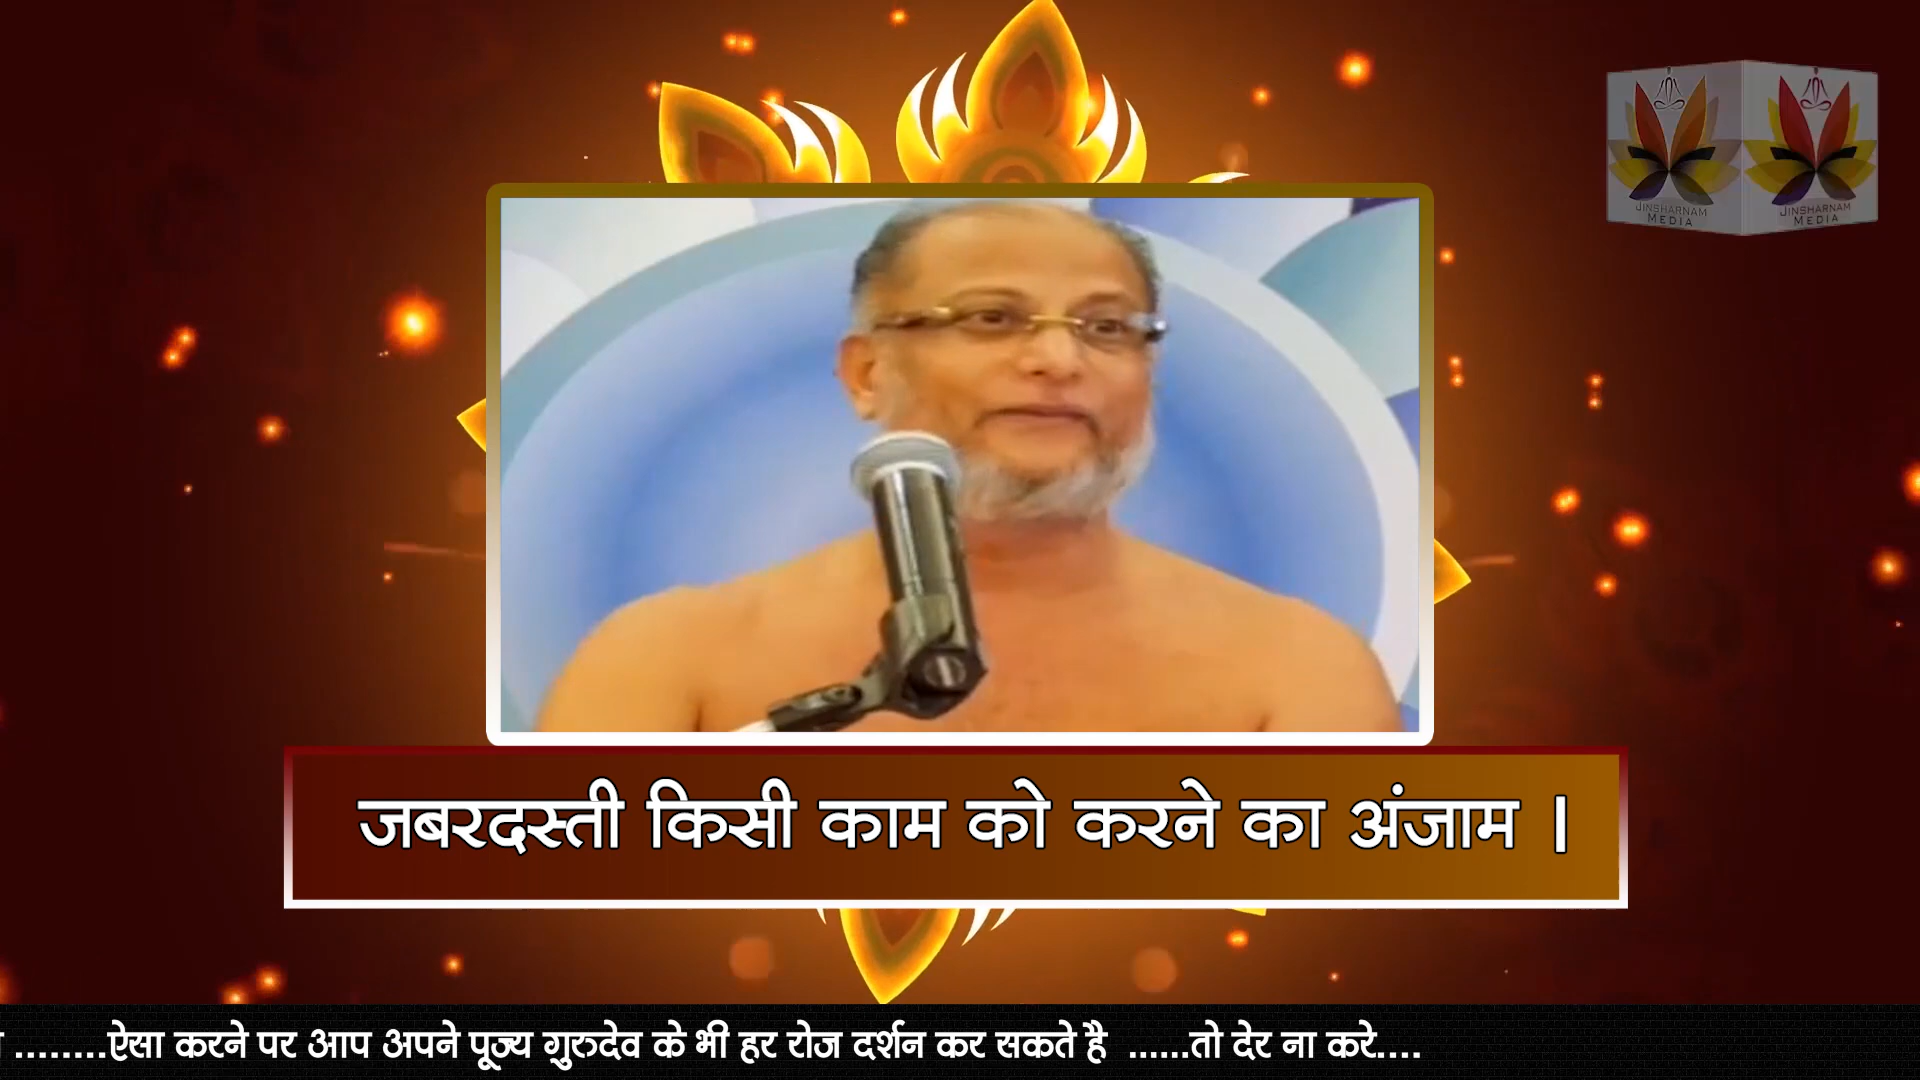 JINSHARNAM
MEDIA
JINSHARNAM
MEDIA
जबरदस्ती किसी काम को करने का अंजाम ।
........ऐसा करने पर आप अपने पूज्य गुरुदेव के भी हर रोज दर्शन कर सकते है ......तो देर ना करे....